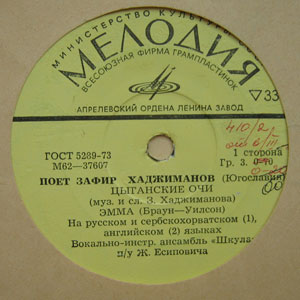 МИНИСТЕРСТВО КУЛЬТУРЫ
МЕЛОДИЯ
ВСЕСОЮЗНАЯ ФИРМА ГРАМПЛАСТИНОК
▽33
АПРЕЛЕВСКИЙ ОРДЕНА ЛЕНИНА ЗАВОД
410/2
ГОСТ 5289-73
1 сторона
М62—37607
Гр. 3.
ПОЕТ ЗАФИР ХАДЖИМАНОВ (Югославия)
ЦЫГАНСКИЕ ОЧИ
(муз. и сл. З. Хаджиманова)
ЭММА (Браун—Уилсон)
На русском и сербскохорватском (1),
английском (2) языках
Вокально-инстр. ансамбль «Шкула»
п/у Ж. Есиповича